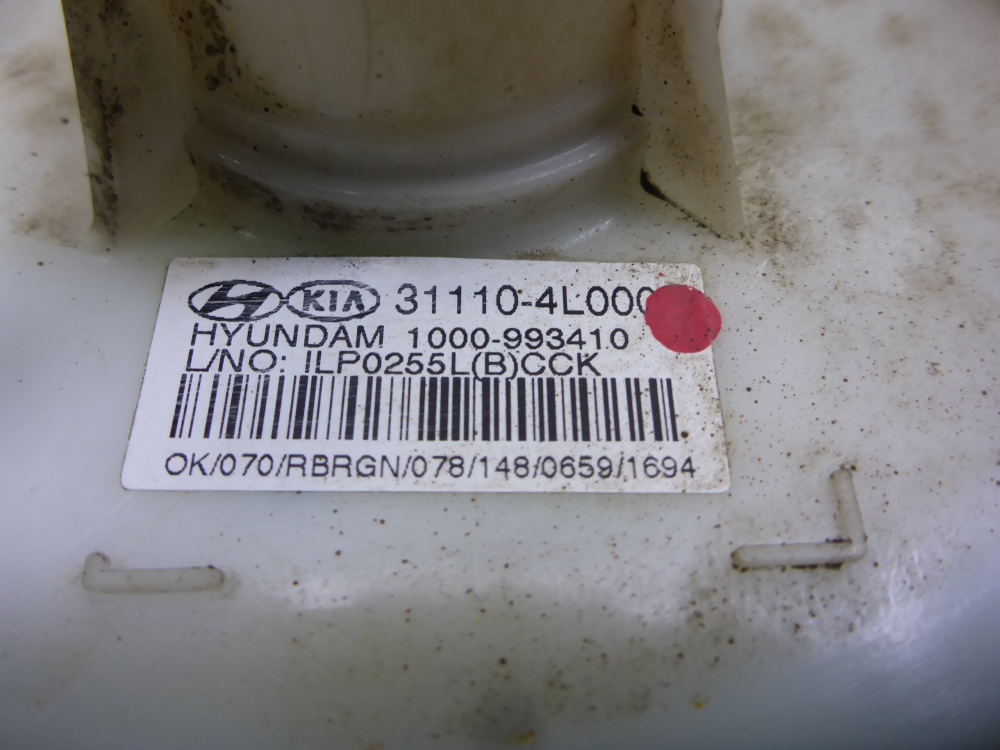 KIA 31110-4L000
HYUNDAM 1000-993410
L/NO: ILP0255L(B)CCK
OK/070/RBRGN/078/148/0659/1694